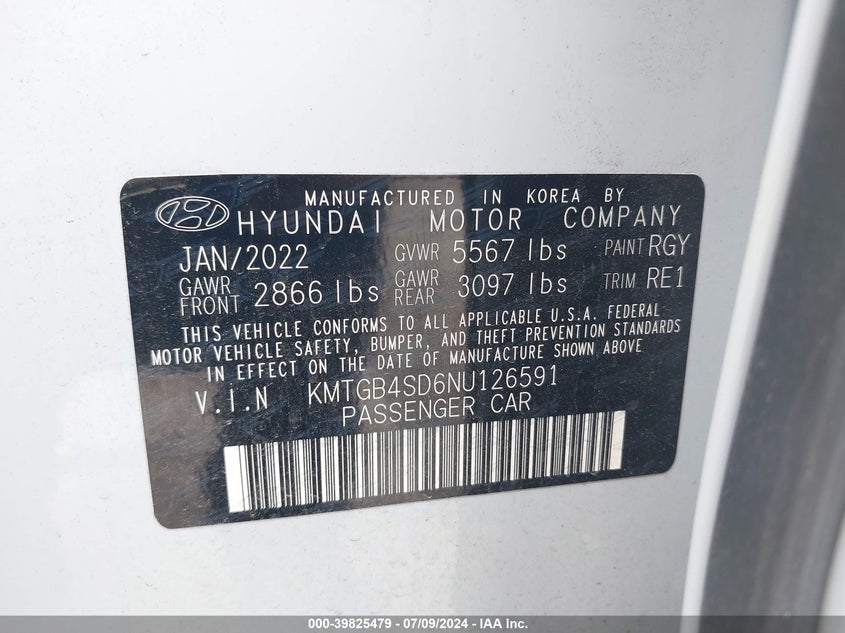 MANUFACTURED IN KOREA BY
HYUNDAI MOTOR COMPANY
JAN/2022 GVWR 5567 lbs PAINT RGY
GAWR FRONT 2866 lbs GAWR REAR 3097 lbs TRIM RE1
THIS VEHICLE CONFORMS TO ALL APPLICABLE U.S.A. FEDERAL
MOTOR VEHICLE SAFETY, BUMPER, AND THEFT PREVENTION STANDARDS
IN EFFECT ON THE DATE OF MANUFACTURE SHOWN ABOVE
V.I.N KMTGB4SD6NU126591
PASSENGER CAR
000-39825479 / 07/09/2024 - IAA Inc.